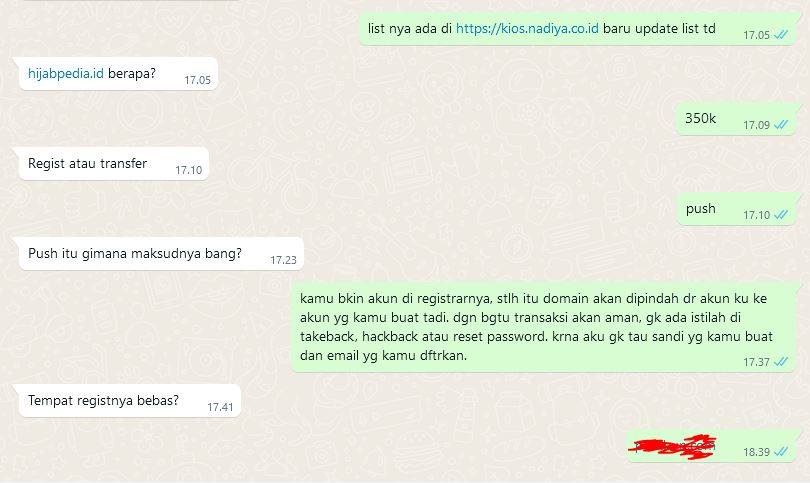 list nya ada di https://kios.nadiya.co.id baru update list td 17.05
hijabpedia.id berapa? 17.05
350k 17.09
Regist atau transfer 17.10
push 17.10
Push itu gimana maksudnya bang? 17.23
kamu bkin akun di registrarnya, stlh itu domain akan dipindah dr akun ku ke
akun yg kamu buat tadi. dgn bgtu transaksi akan aman, gk ada istilah di
takeback, hackback atau reset password. krna aku gk tau sandi yg kamu buat
dan email yg kamu dftrkan. 17.37
Tempat registnya bebas? 17.41
18.39